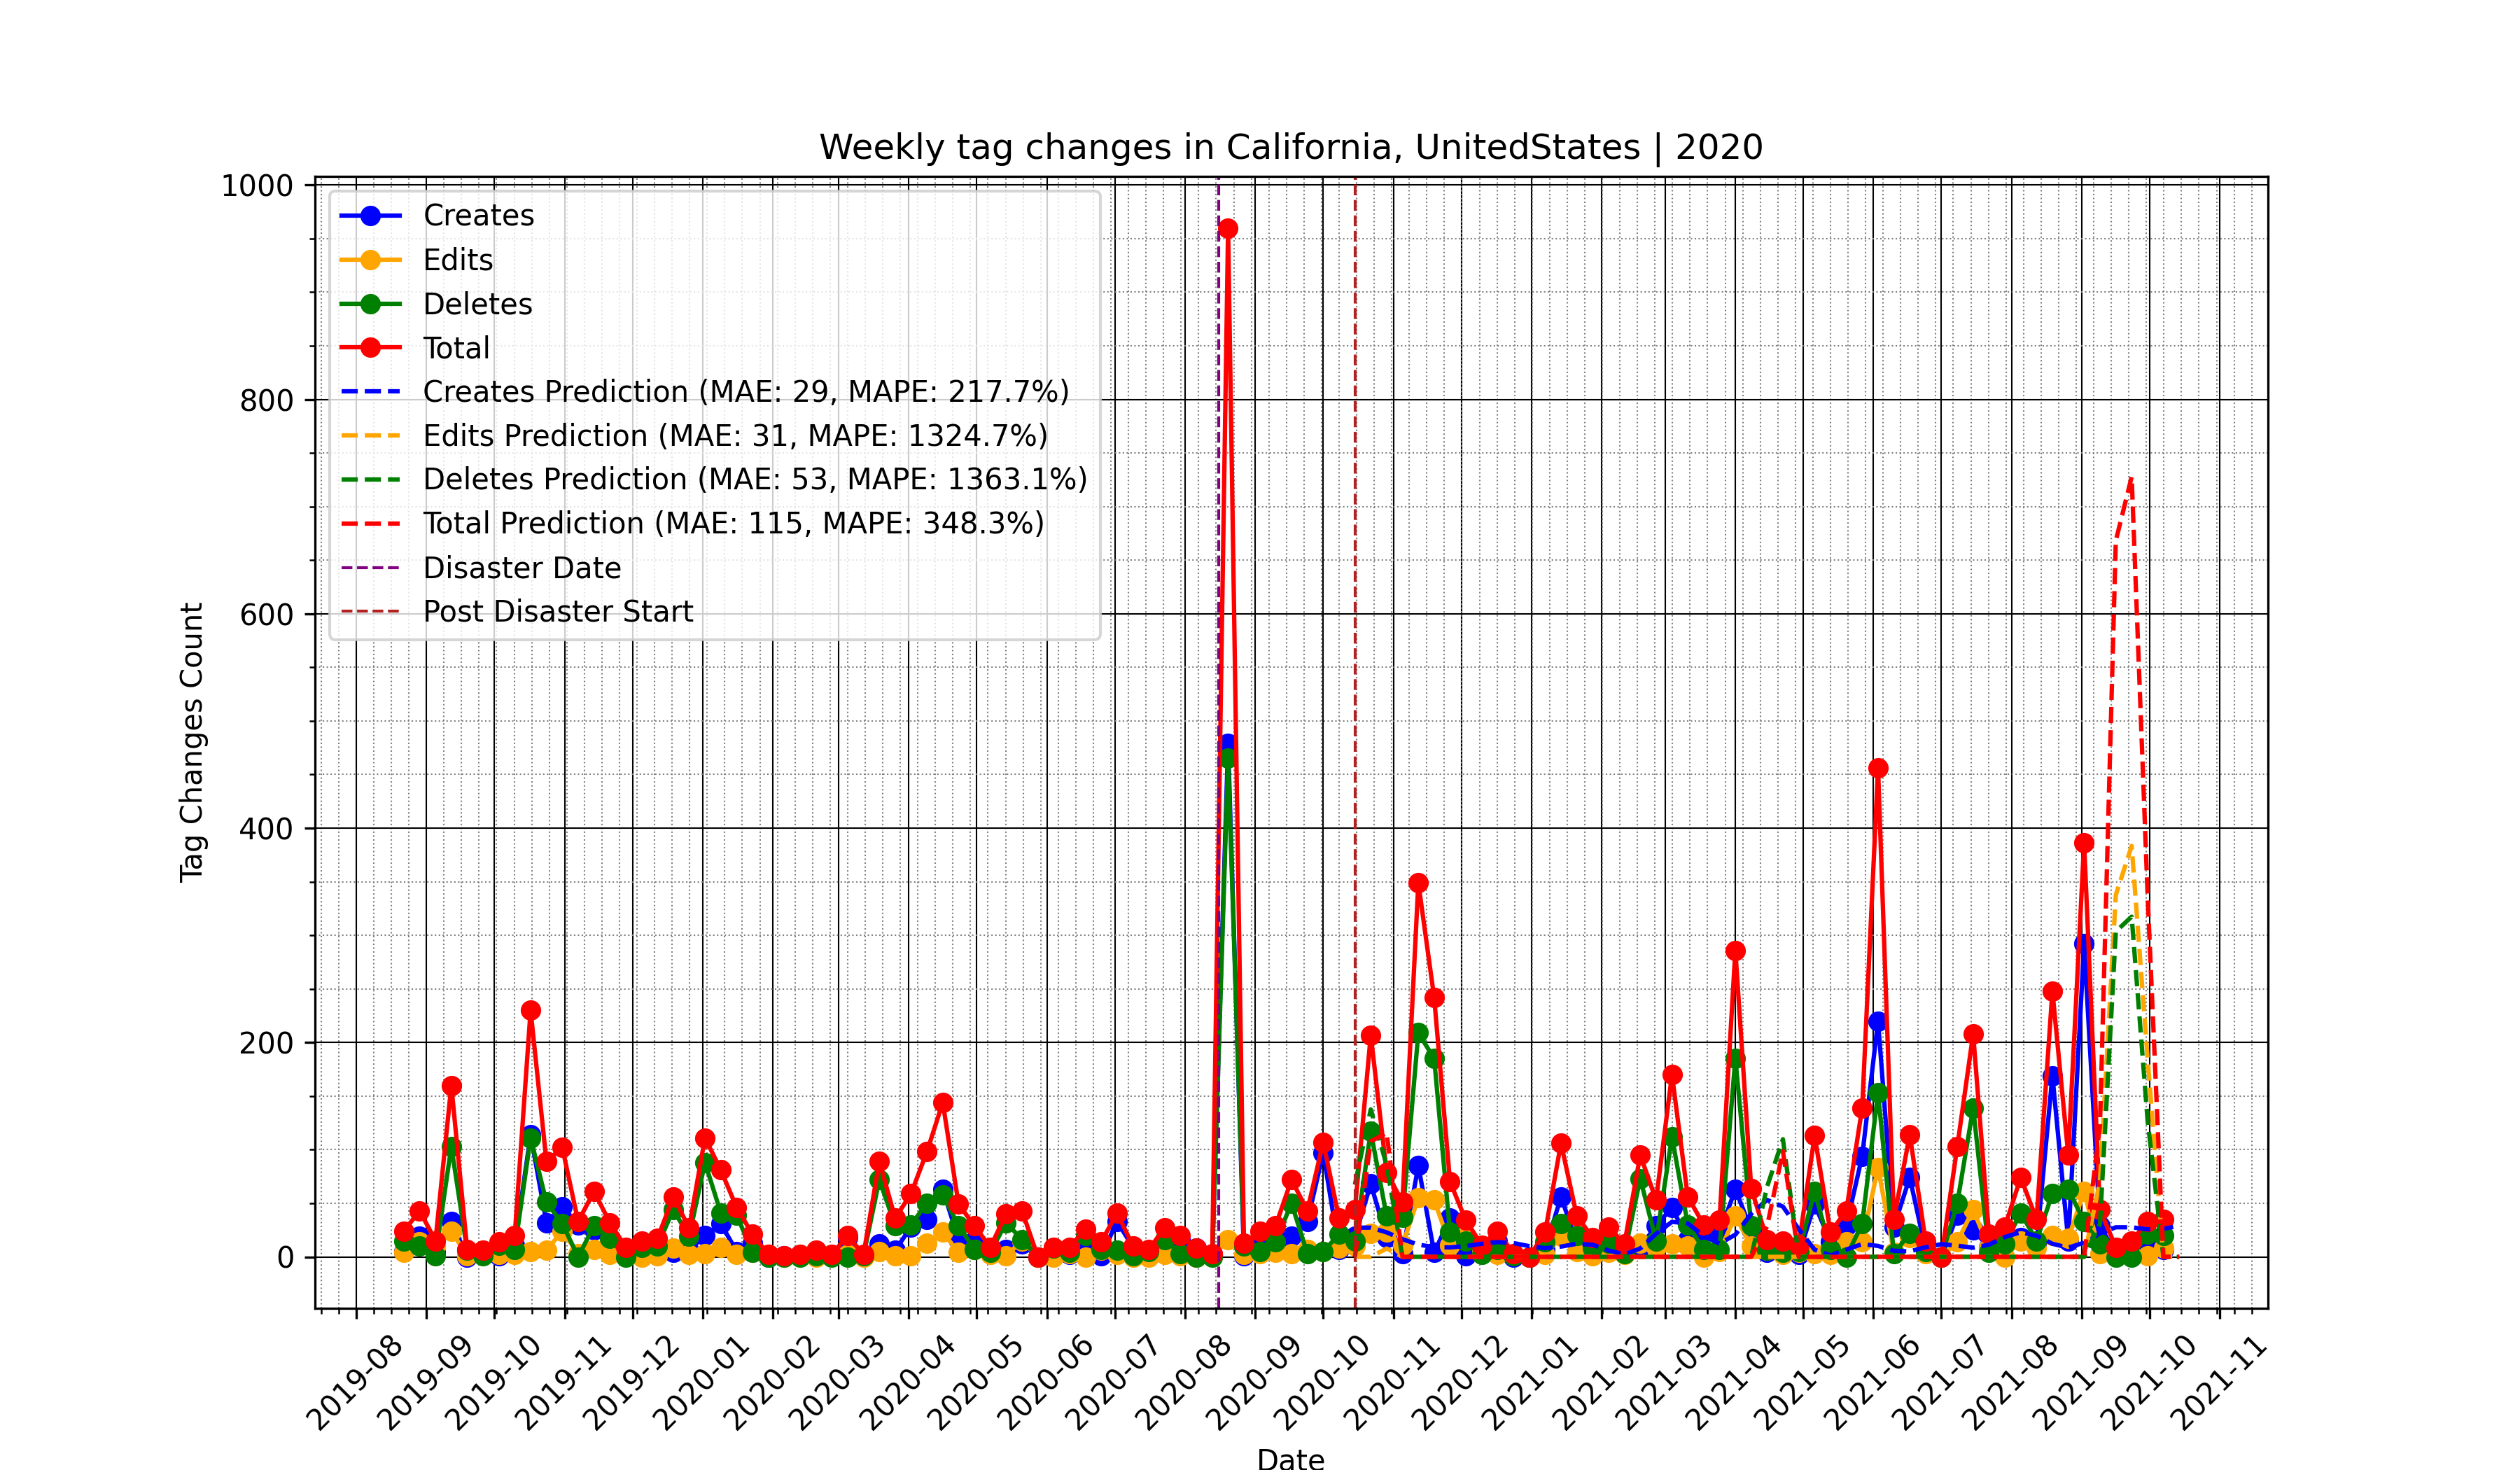 Weekly tag changes in California, UnitedStates | 2020
1000
800
600
400
200
0
Tag Changes Count
Creates
Edits
Deletes
Total
Creates Prediction (MAE: 29, MAPE: 217.7%)
Edits Prediction (MAE: 31, MAPE: 1324.7%)
Deletes Prediction (MAE: 53, MAPE: 1363.1%)
Total Prediction (MAE: 115, MAPE: 348.3%)
Disaster Date
Post Disaster Start
2019-08
2019-09
2019-10
2019-11
2019-12
2020-01
2020-02
2020-03
2020-04
2020-05
2020-06
2020-07
2020-08
2020-09
2020-10
2020-11
2020-12
2021-01
2021-02
2021-03
2021-04
2021-05
2021-06
2021-07
2021-08
2021-09
2021-10
2021-11
Date